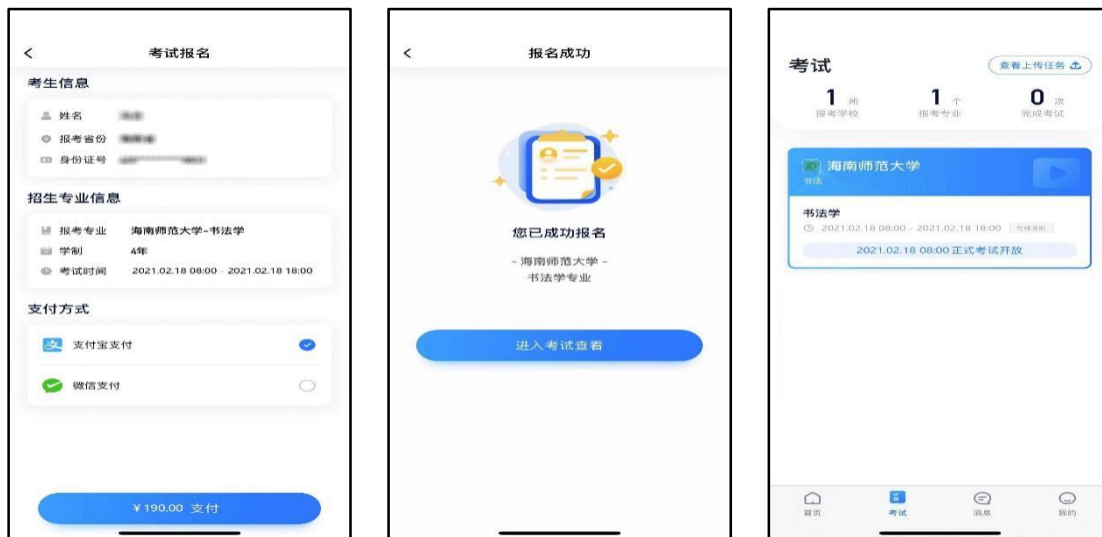 考试报名
考生信息
姓名
报考省份
身份证号
招生专业信息
报考专业 海南师范大学-书法学
学制 4年
考试时间 2021.02.18 08:00 - 2021.02.18 18:00
支付方式
支付宝支付
微信支付
¥190.00 支付
报名成功
您已成功报名
- 海南师范大学 -
书法学专业
进入考试查看
考试
查看上传任务
1 所
报考学校
1 个
报考专业
0 次
完成考试
海南师范大学
书法
书法学
2021.02.18 08:00 - 2021.02.18 18:00
2021.02.18 08:00 正式考试开放
首页
考试
消息
我的